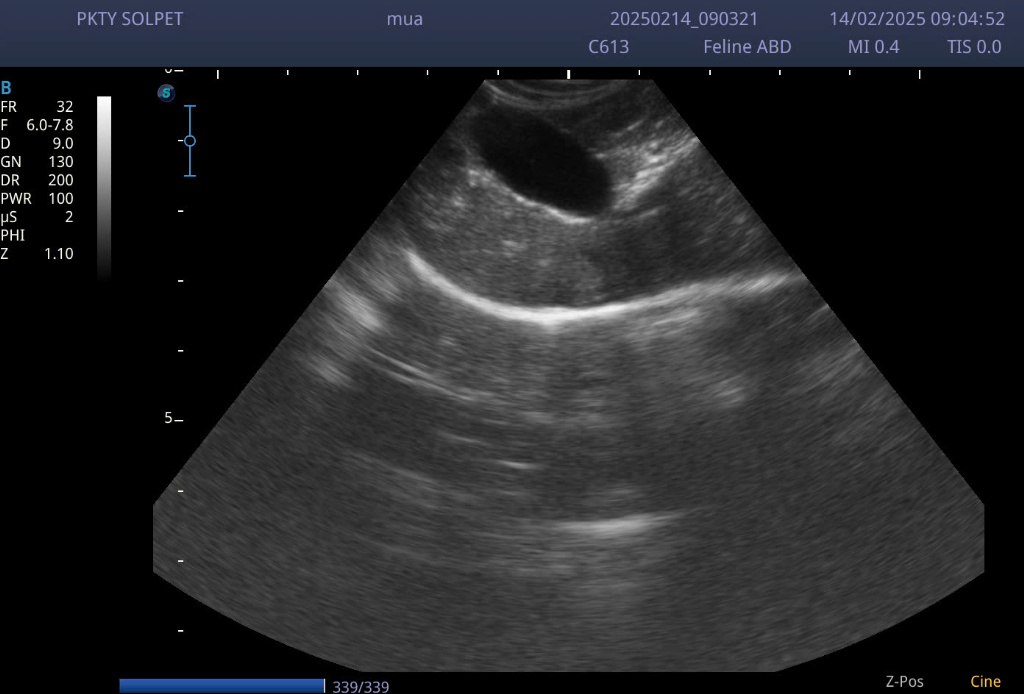 PKTY SOLPET mua 20250214_090321 14/02/2025 09:04:52
C613 Feline ABD MI 0.4 TIS 0.0
B
FR 32
F 6.0-7.8
D 9.0
GN 130
DR 200
PWR 100
µS 2
PHI
Z 1.10
0
S
5
Z-Pos Cine
339/339